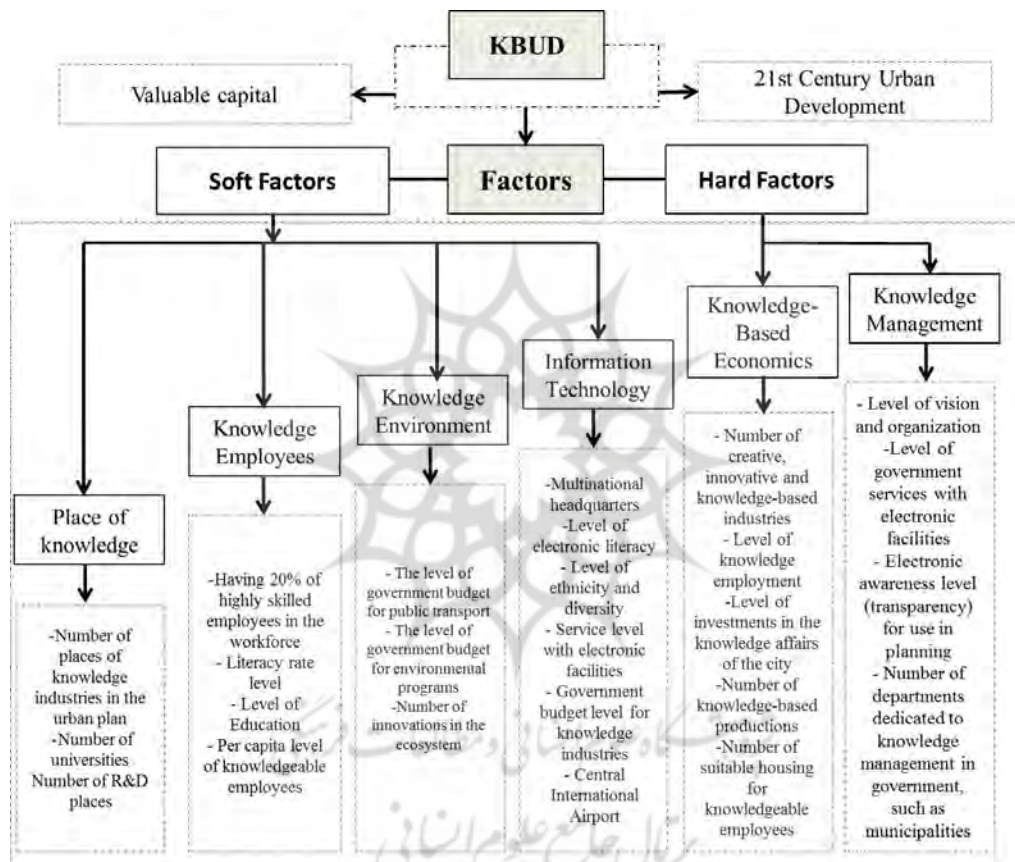 KBUD
Valuable capital
21st Century Urban
Development
Soft Factors
Factors
Hard Factors
Place of
knowledge
-Number of
places of
knowledge
industries in the
urban plan
-Number of
universities
Number of R&D
places
Knowledge
Employees
-Having 20% of
highly skilled
employees in the
workforce
- Literacy rate
level
- Level of
Education
- Per capita level
of knowledgeable
employees
Knowledge
Environment
- The level of
government budget
for public transport
- The level of
government budget
for environmental
programs
-Number of
innovations in the
ecosystem
Information
Technology
-Multinational
headquarters
-Level of
electronic literacy
- Level of
ethnicity and
diversity
- Service level
with electronic
facilities
- Government
budget level for
knowledge
industries
- Central
International
Airport
Knowledge-
Based
Economics
- Number of
creative,
innovative and
knowledge-based
industries
- Level of
knowledge
employment
-Level of
investments in the
knowledge affairs
of the city
-Number of
knowledge-based
productions
-Number of
suitable housing
for
knowledgeable
employees
Knowledge
Management
- Level of vision
and organization
-Level of
government
services with
electronic
facilities
- Electronic
awareness level
(transparency)
for use in
planning
- Number of
departments
dedicated to
knowledge
management in
government,
such as
municipalities
پرتال جامع علوم انسانی